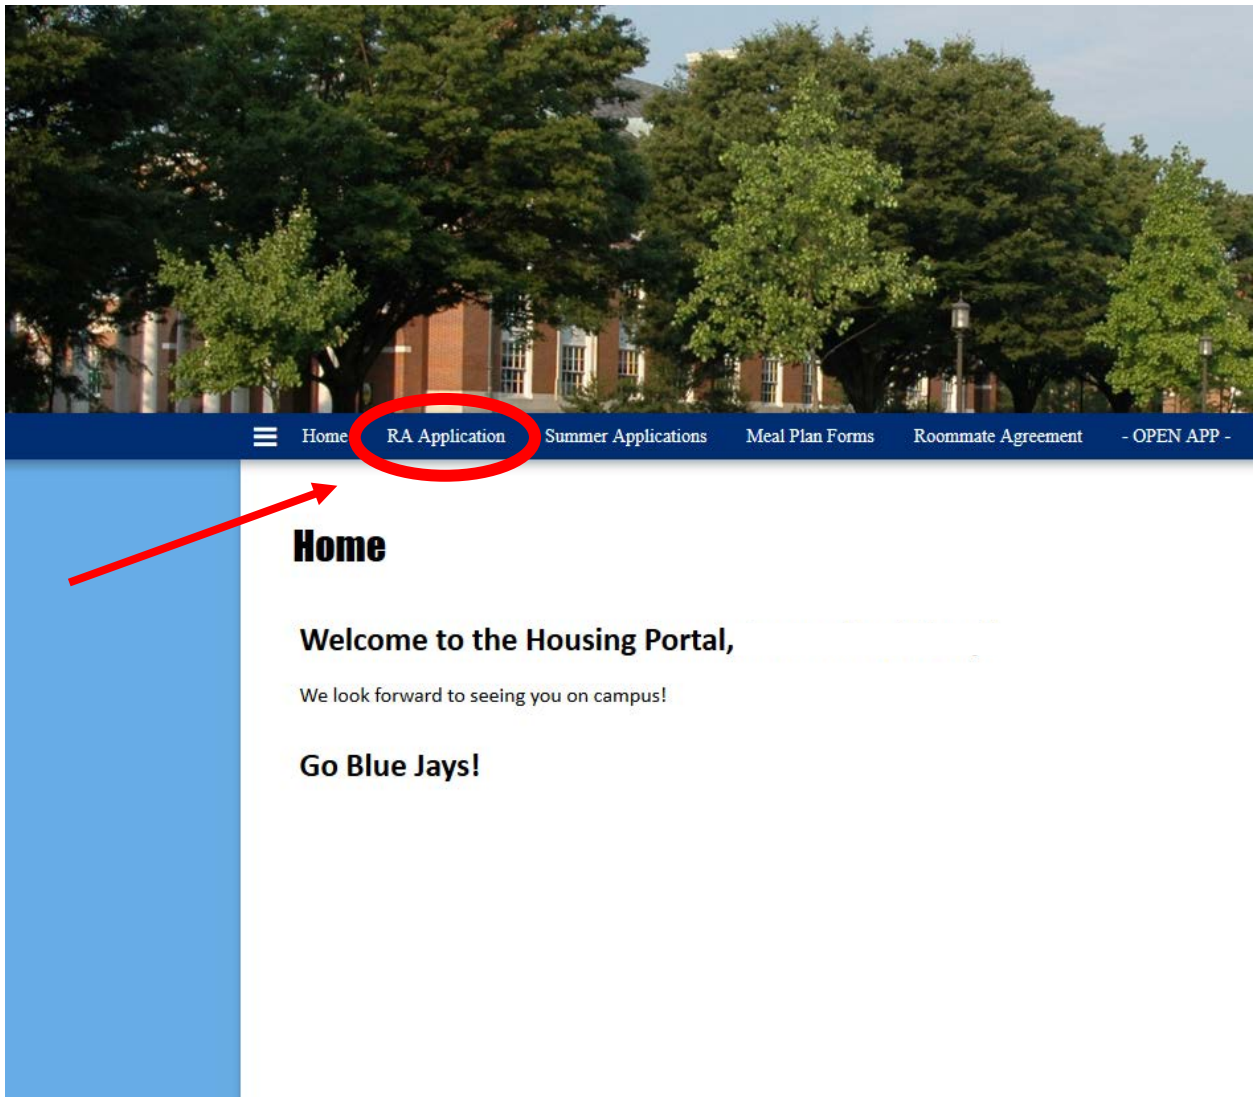 Home RA Application Summer Applications Meal Plan Forms Roommate Agreement - OPEN APP -
Home
Welcome to the Housing Portal,
We look forward to seeing you on campus!
Go Blue Jays!